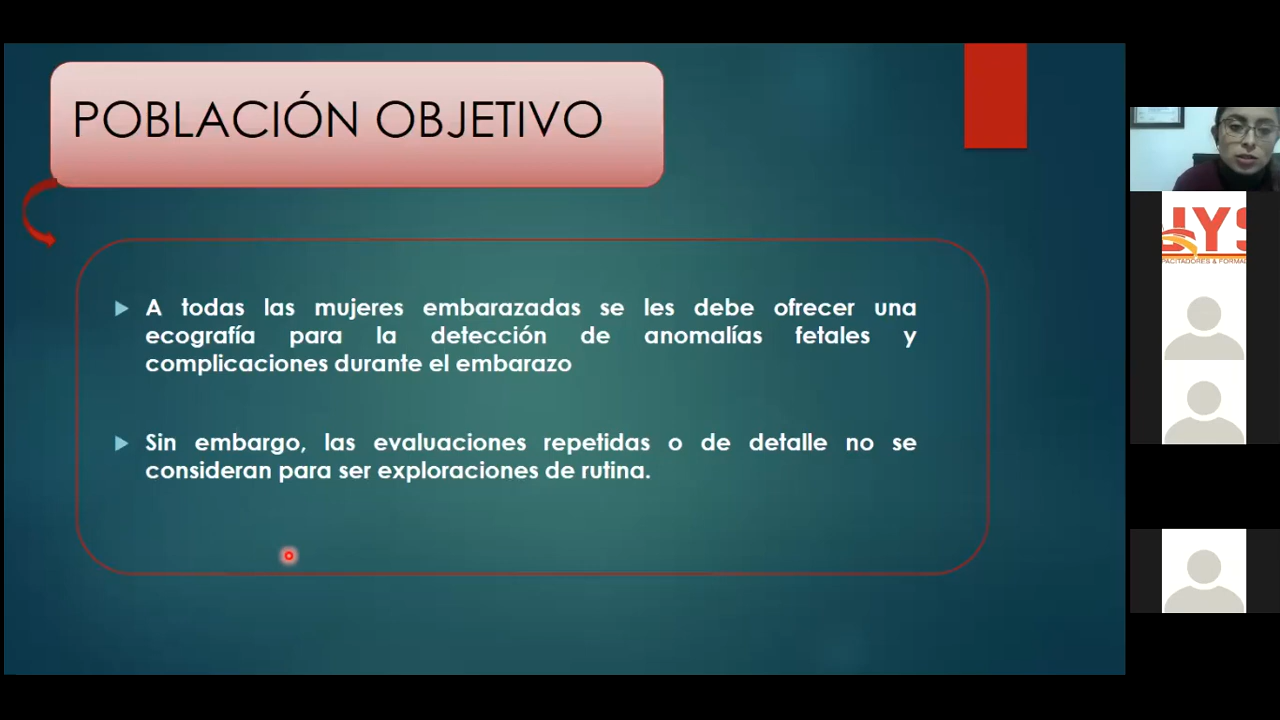 POBLACIÓN OBJETIVO
A todas las mujeres embarazadas se les debe ofrecer una
ecografía para la detección de anomalías fetales y
complicaciones durante el embarazo
Sin embargo, las evaluaciones repetidas o de detalle no se
consideran para ser exploraciones de rutina.